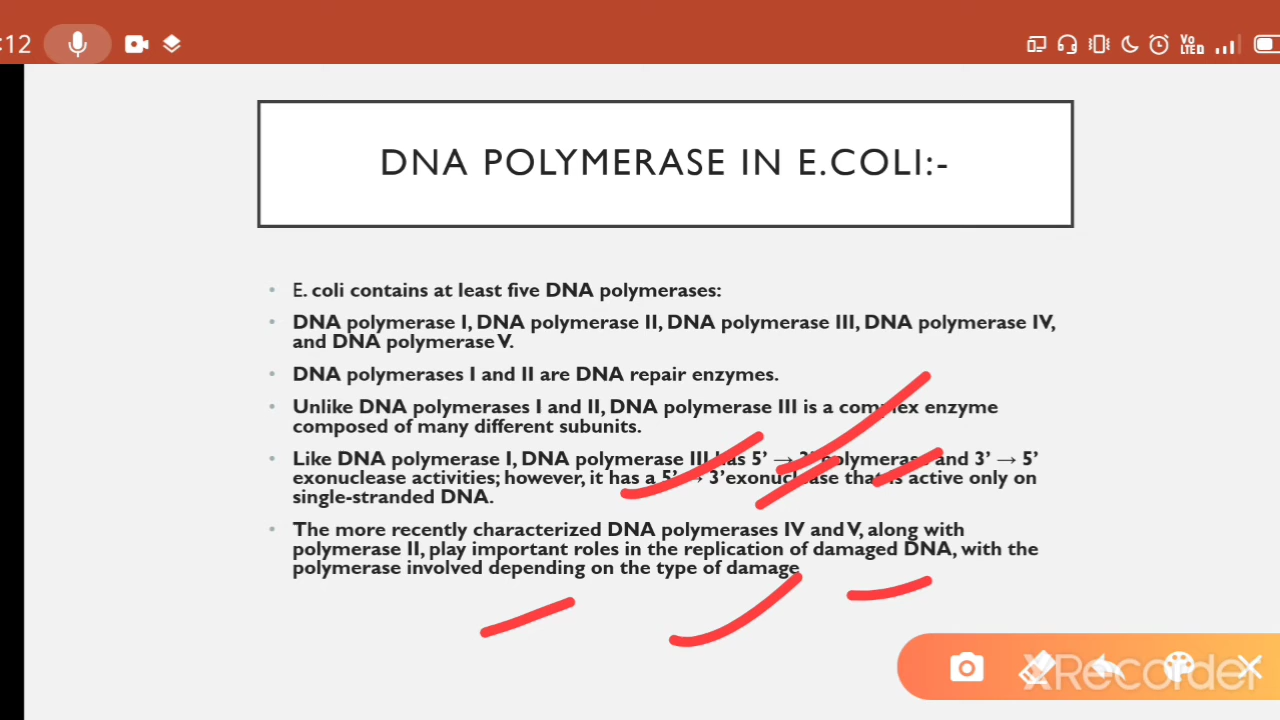 :12
Vo
LTE D
DNA POLYMERASE IN E.COLI:-
• E. coli contains at least five DNA polymerases:
• DNA polymerase I, DNA polymerase II, DNA polymerase III, DNA polymerase IV,
and DNA polymerase V.
• DNA polymerases I and II are DNA repair enzymes.
• Unlike DNA polymerases I and II, DNA polymerase III is a complex enzyme
composed of many different subunits.
• Like DNA polymerase I, DNA polymerase III has 5’ → 3’ polymerase and 3’ → 5’
exonuclease activities; however, it has a 5’ → 3’exonuclease that is active only on
single-stranded DNA.
• The more recently characterized DNA polymerases IV and V, along with
polymerase II, play important roles in the replication of damaged DNA, with the
polymerase involved depending on the type of damage
XRecorder